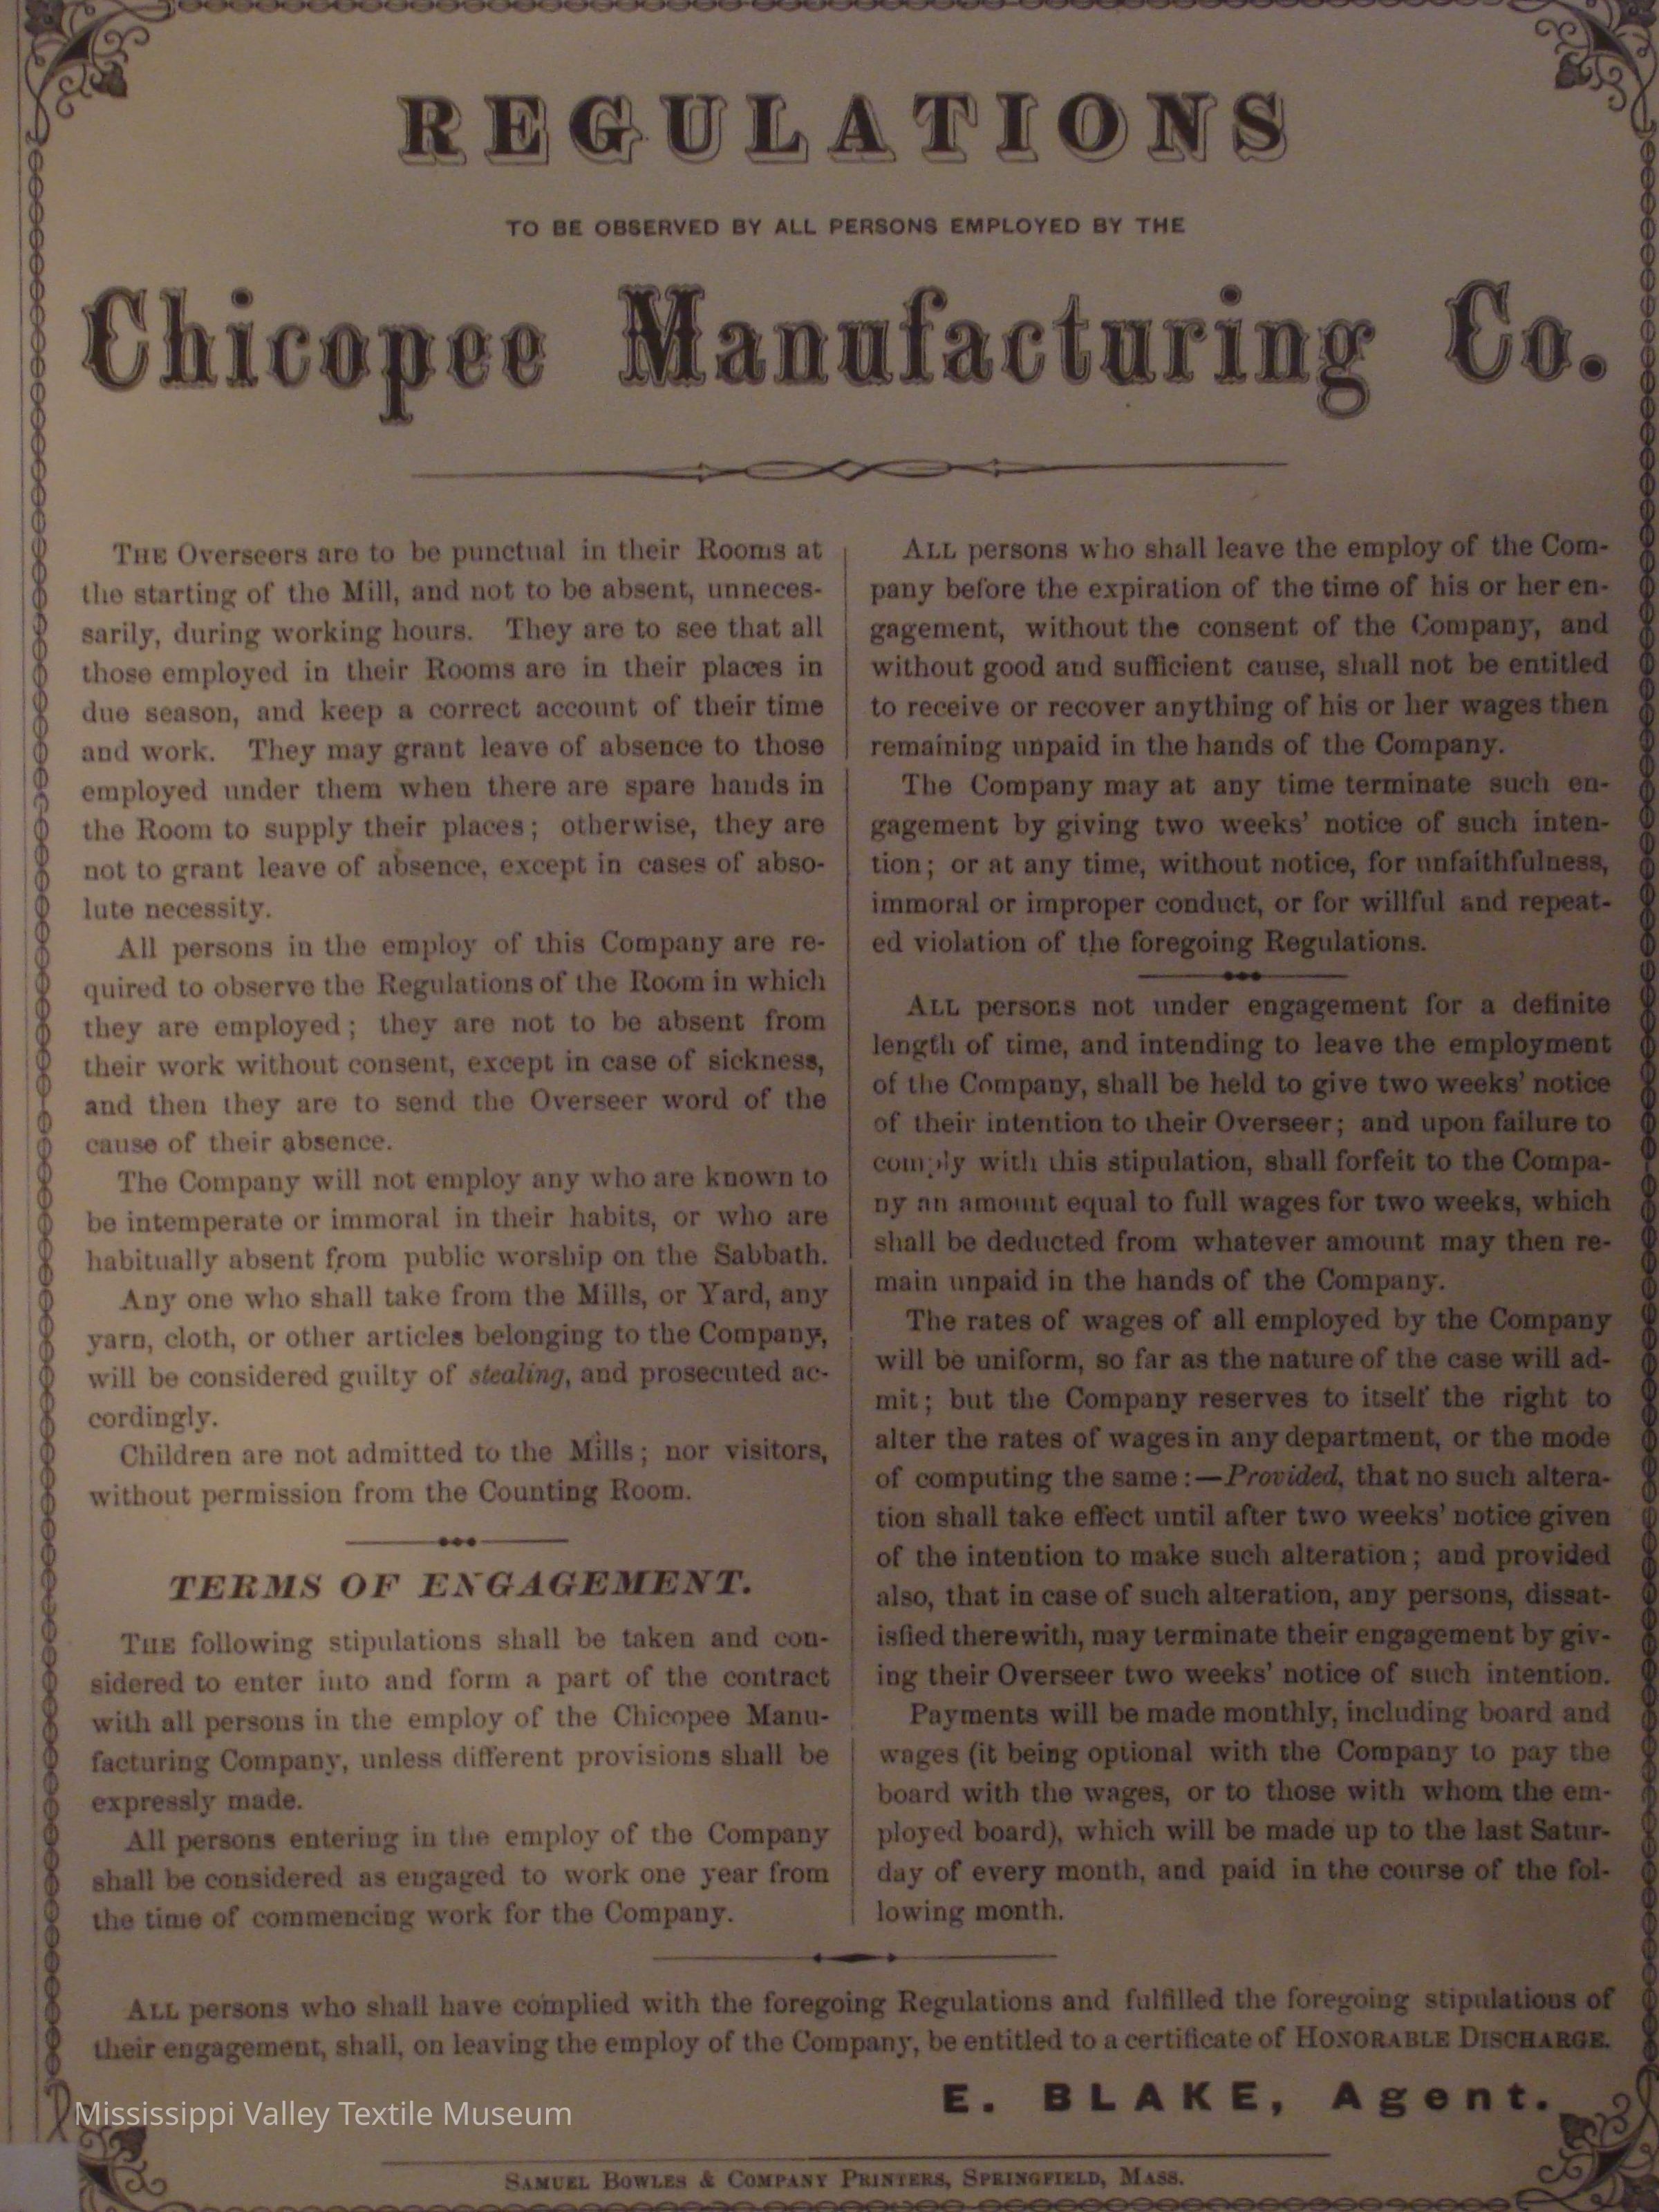 REGULATIONS
TO BE OBSERVED BY ALL PERSONS EMPLOYED BY THE
Chicopee Manufacturing Co.
THE Overseers are to be punctual in their Rooms at
the starting of the Mill, and not to be absent, unneces-
sarily, during working hours. They are to see that all
those employed in their Rooms are in their places in
due season, and keep a correct account of their time
and work. They may grant leave of absence to those
employed under them when there are spare hands in
the Room to supply their places; otherwise, they are
not to grant leave of absence, except in cases of abso-
lute necessity.
All persons in the employ of this Company are re-
quired to observe the Regulations of the Room in which
they are employed; they are not to be absent from
their work without consent, except in case of sickness,
and then they are to send the Overseer word of the
cause of their absence.
The Company will not employ any who are known to
be intemperate or immoral in their habits, or who are
habitually absent from public worship on the Sabbath.
Any one who shall take from the Mills, or Yard, any
yarn, cloth, or other articles belonging to the Company,
will be considered guilty of stealing, and prosecuted ac-
cordingly.
Children are not admitted to the Mills; nor visitors,
without permission from the Counting Room.
TERMS OF ENGAGEMENT.
THE following stipulations shall be taken and con-
sidered to enter into and form a part of the contract
with all persons in the employ of the Chicopee Manu-
facturing Company, unless different provisions shall be
expressly made.
All persons entering in the employ of the Company
shall be considered as engaged to work one year from
the time of commencing work for the Company.
ALL persons who shall leave the employ of the Com-
pany before the expiration of the time of his or her en-
gagement, without the consent of the Company, and
without good and sufficient cause, shall not be entitled
to receive or recover anything of his or her wages then
remaining unpaid in the hands of the Company.
The Company may at any time terminate such en-
gagement by giving two weeks' notice of such inten-
tion; or at any time, without notice, for unfaithfulness,
immoral or improper conduct, or for willful and repeat-
ed violation of the foregoing Regulations.
ALL persons not under engagement for a definite
length of time, and intending to leave the employment
of the Company, shall be held to give two weeks' notice
of their intention to their Overseer; and upon failure to
comply with this stipulation, shall forfeit to the Compa-
ny an amount equal to full wages for two weeks, which
shall be deducted from whatever amount may then re-
main unpaid in the hands of the Company.
The rates of wages of all employed by the Company
will be uniform, so far as the nature of the case will ad-
mit; but the Company reserves to itself the right to
alter the rates of wages in any department, or the mode
of computing the same:—Provided, that no such altera-
tion shall take effect until after two weeks' notice given
of the intention to make such alteration; and provided
also, that in case of such alteration, any persons, dissat-
isfied therewith, may terminate their engagement by giv-
ing their Overseer two weeks' notice of such intention.
Payments will be made monthly, including board and
wages (it being optional with the Company to pay the
board with the wages, or to those with whom the em-
ployed board), which will be made up to the last Satur-
day of every month, and paid in the course of the fol-
lowing month.
ALL persons who shall have complied with the foregoing Regulations and fulfilled the foregoing stipulations of
their engagement, shall, on leaving the employ of the Company, be entitled to a certificate of HONORABLE DISCHARGE.
E. BLAKE, Agent.
Mississippi Valley Textile Museum
SAMUEL BOWLES & COMPANY PRINTERS, SPRINGFIELD, MASS.